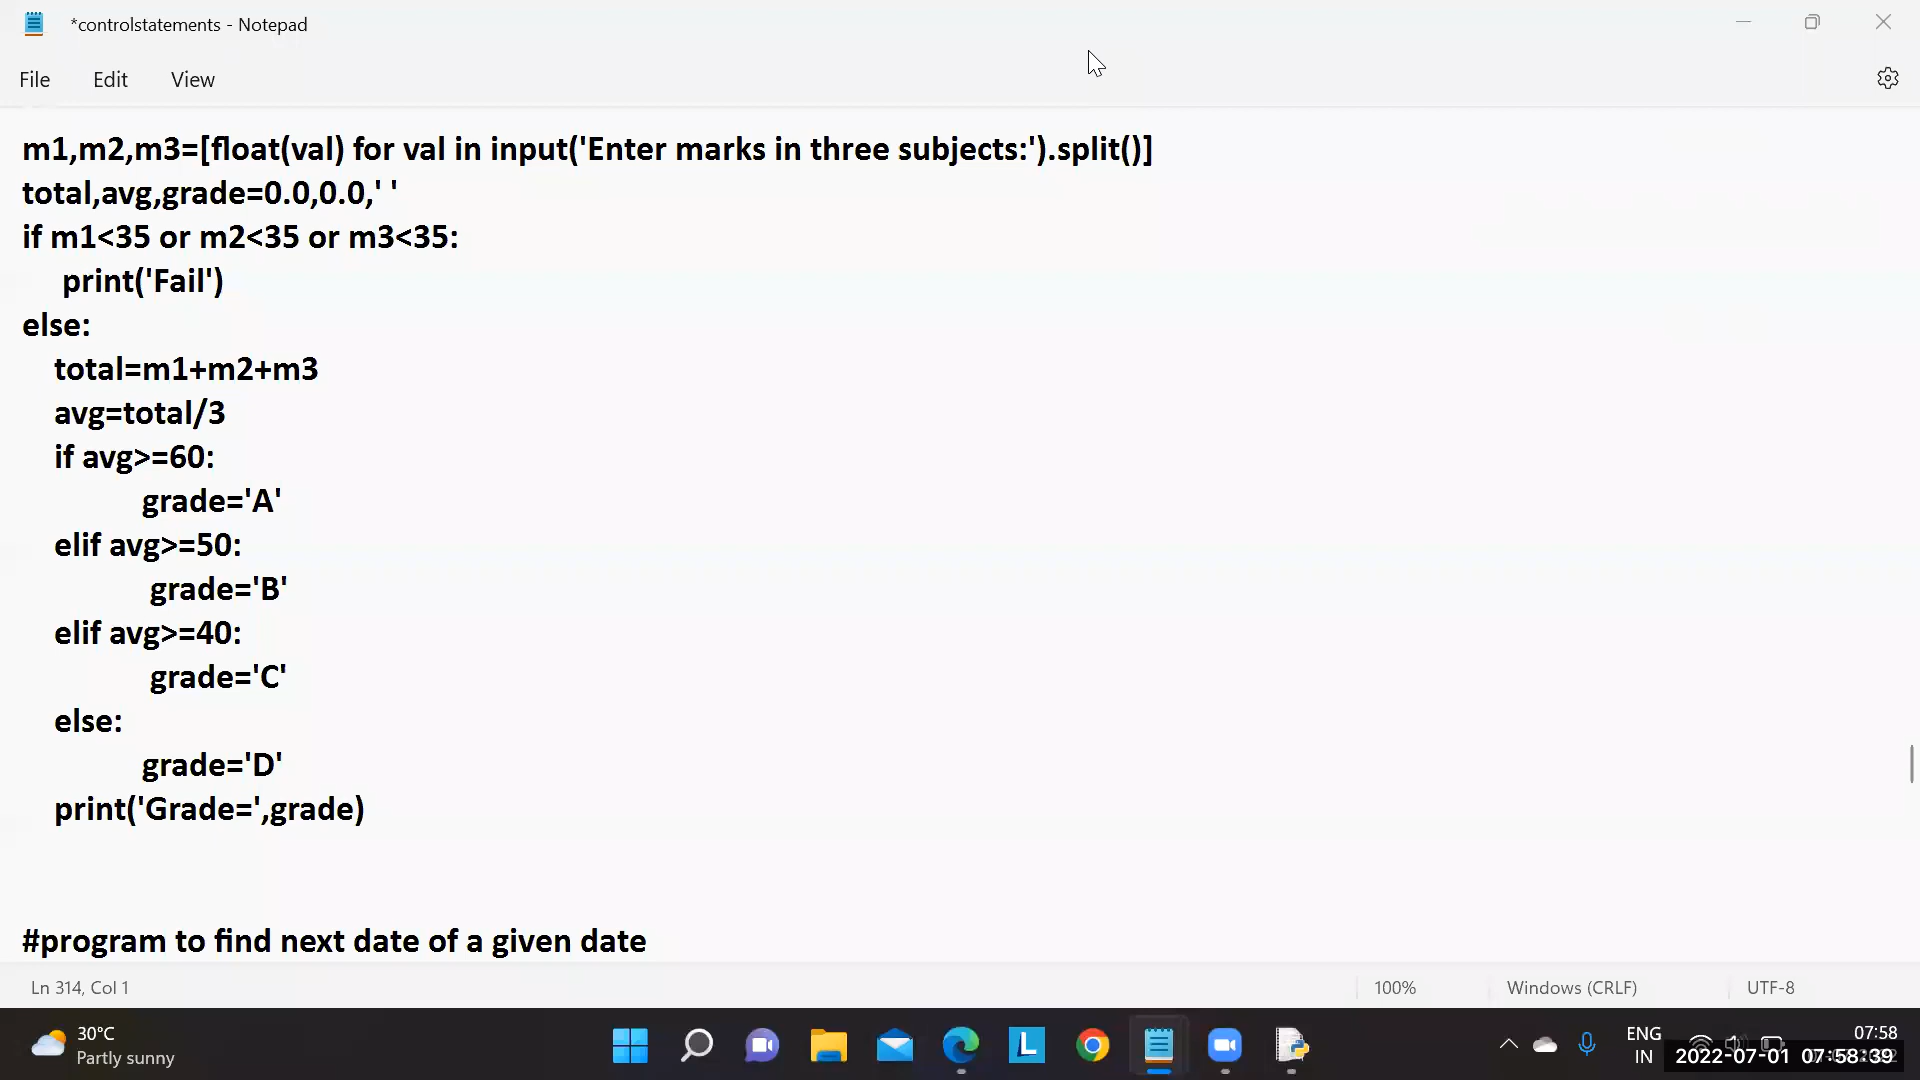 *controlstatements - Notepad
File Edit View
m1,m2,m3=[float(val) for val in input('Enter marks in three subjects:').split()]
total,avg,grade=0.0,0.0,' '
if m1<35 or m2<35 or m3<35:
     print('Fail')
else:
    total=m1+m2+m3
    avg=total/3
    if avg>=60:
           grade='A'
    elif avg>=50:
            grade='B'
    elif avg>=40:
            grade='C'
    else:
           grade='D'
    print('Grade=',grade)
#program to find next date of a given date
Ln 314, Col 1 100% Windows (CRLF) UTF-8
30°C
Partly sunny
L
ENG
IN
07:58
2022-07-01 07:58:39